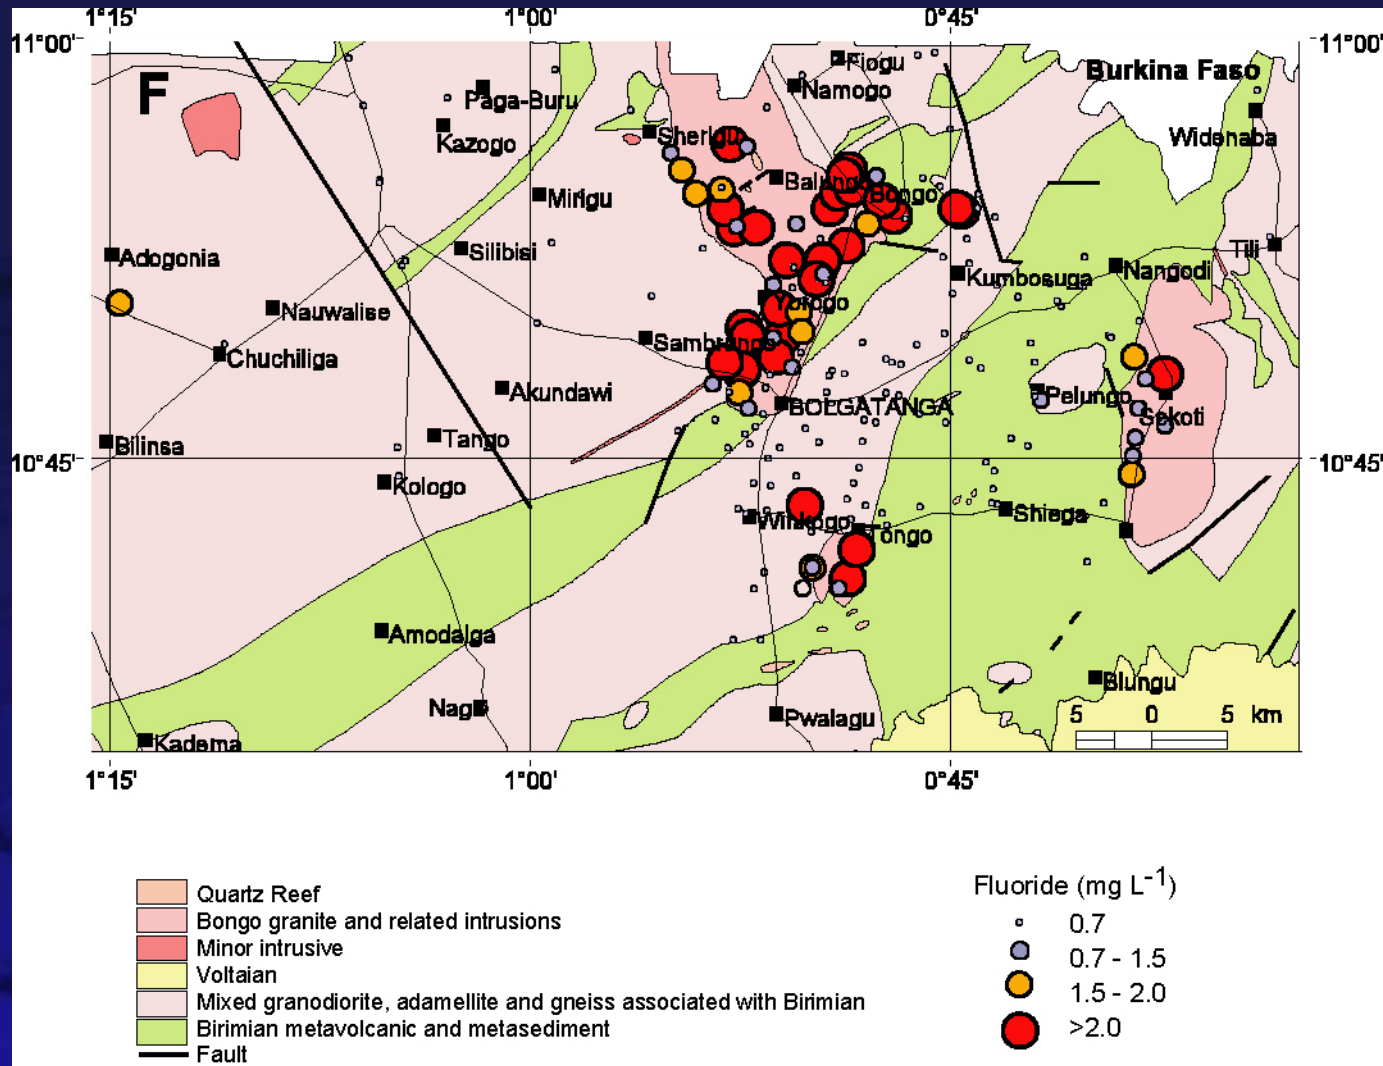 1°15' 1°00' 0°45'
11°00' 11°00'
F
Burkina Faso
Fiogu
Namogo
Paga-Buru
Kazogo
Sherigu
Widenaba
Balungo
Bongo
Mirigu
Silibisi
Adogonia
Tili
Nangodi
Kumbosuga
Nauwalise
Yorogo
Sambrungo
Chuchiliga
Akundawi
Pelungo
BOLGATANGA
Sekoti
Tango
Bilinsa
10°45' 10°45'
Kologo
Shiega
Winkogo
Tongo
Amodalga
Blungu
Nago
Pwalagu
5 0 5 km
Kadema
1°15' 1°00' 0°45'
Quartz Reef
Bongo granite and related intrusions
Minor intrusive
Voltaian
Mixed granodiorite, adamellite and gneiss associated with Birimian
Birimian metavolcanic and metasediment
Fault
Fluoride (mg L⁻¹)
0.7
0.7 - 1.5
1.5 - 2.0
>2.0